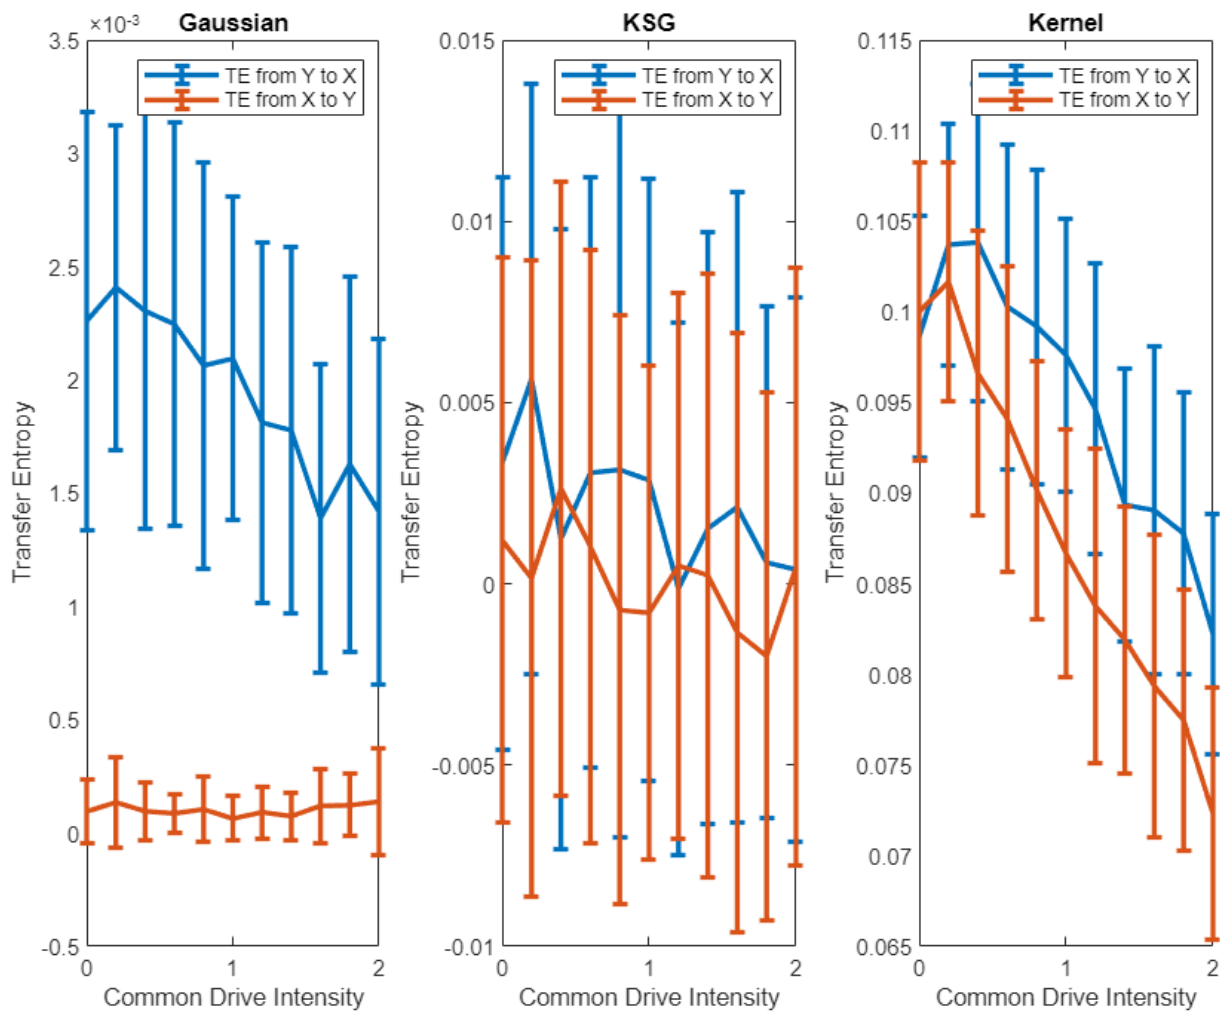 Gaussian
×10⁻³
TE from Y to X
TE from X to Y
3.5
3
2.5
2
1.5
1
0.5
0
-0.5
Transfer Entropy
0 1 2
Common Drive Intensity
KSG
TE from Y to X
TE from X to Y
0.015
0.01
0.005
0
-0.005
-0.01
Transfer Entropy
0 1 2
Common Drive Intensity
Kernel
TE from Y to X
TE from X to Y
0.115
0.11
0.105
0.1
0.095
0.09
0.085
0.08
0.075
0.07
0.065
Transfer Entropy
0 1 2
Common Drive Intensity